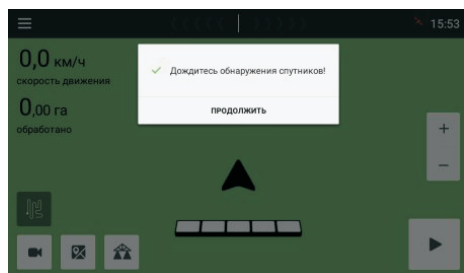 15:53
0,0 км/ч
скорость движения
0,00 га
обработано
Дождитесь обнаружения спутников!
ПРОДОЛЖИТЬ
+
−